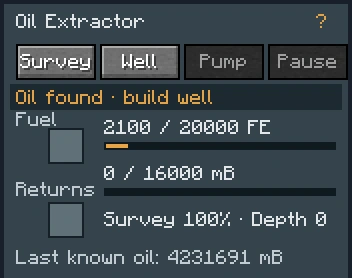 Oil Extractor ?
Survey Well Pump Pause
Oil found · build well
Fuel
2100 / 20000 FE
0 / 16000 mB
Returns
Survey 100% · Depth 0
Last known oil: 4231691 mB